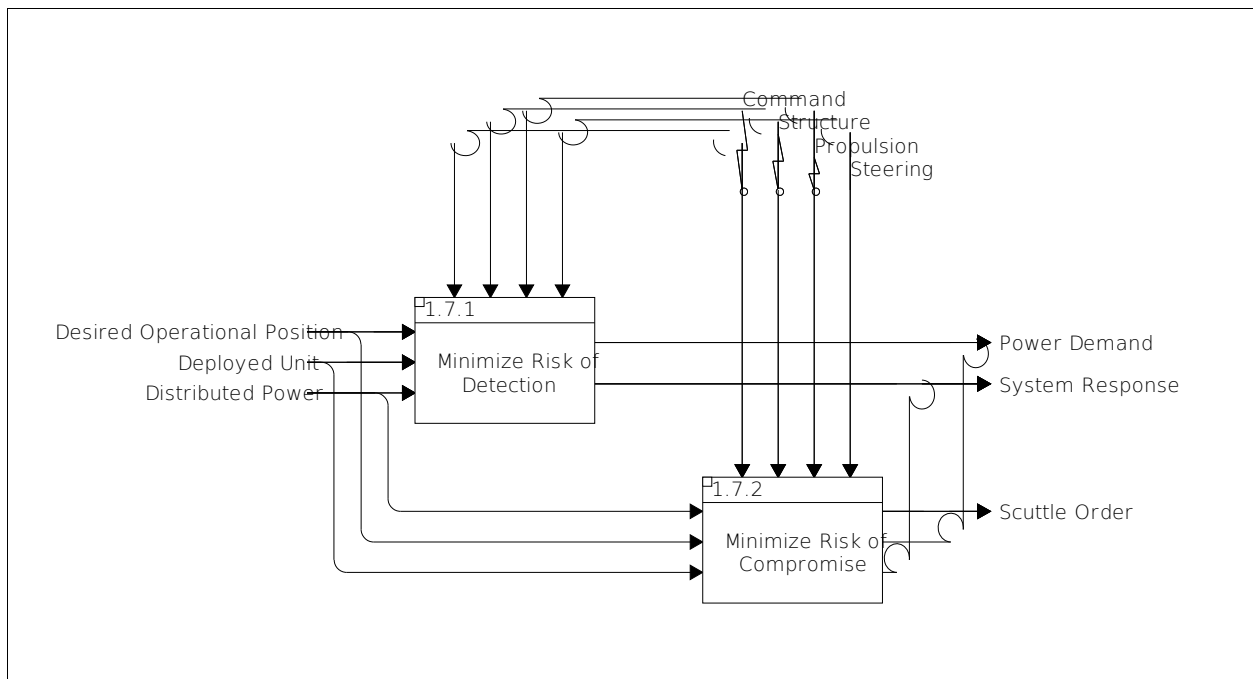 Command
Structure
Propulsion
Steering
1.7.1
Minimize Risk of
Detection
Desired Operational Position
Deployed Unit
Distributed Power
Power Demand
System Response
1.7.2
Minimize Risk of
Compromise
Scuttle Order